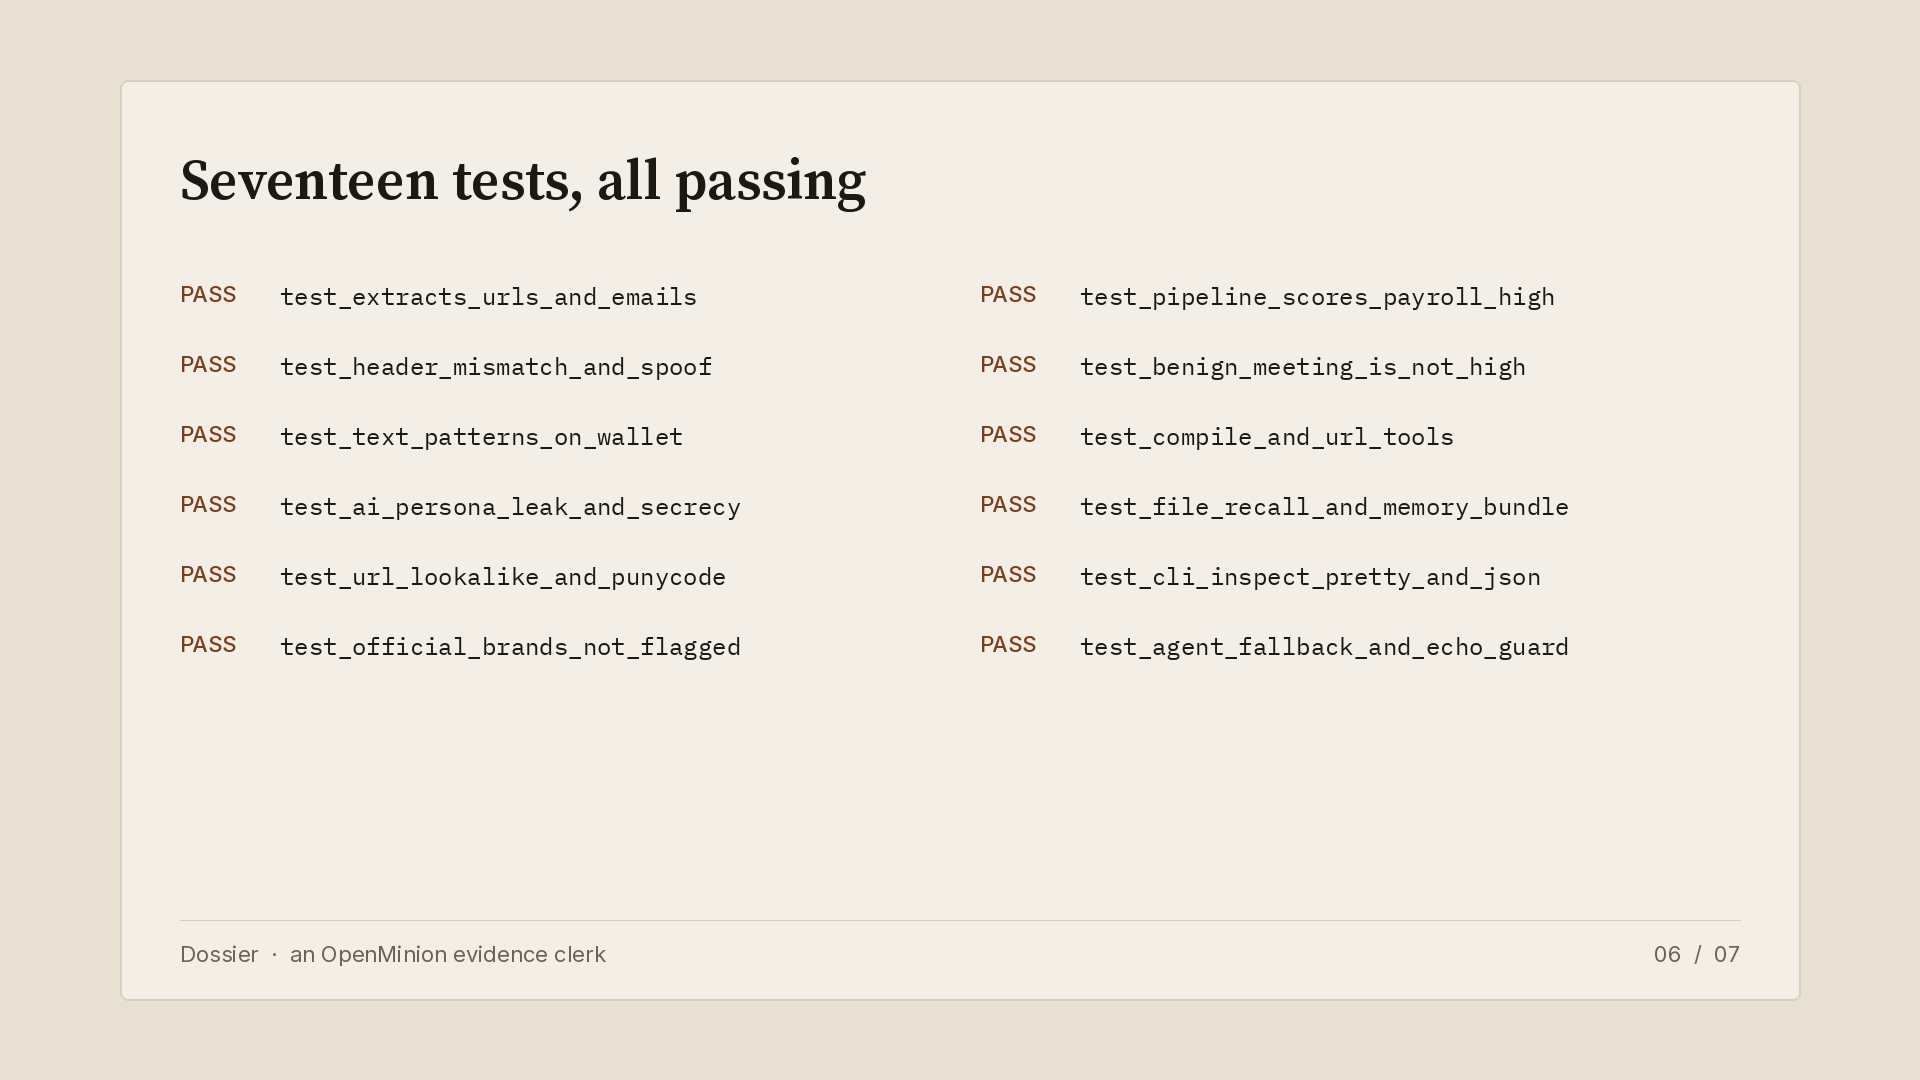 Seventeen tests, all passing
PASS test_extracts_urls_and_emails
PASS test_header_mismatch_and_spoof
PASS test_text_patterns_on_wallet
PASS test_ai_persona_leak_and_secrecy
PASS test_url_lookalike_and_punycode
PASS test_official_brands_not_flagged
PASS test_pipeline_scores_payroll_high
PASS test_benign_meeting_is_not_high
PASS test_compile_and_url_tools
PASS test_file_recall_and_memory_bundle
PASS test_cli_inspect_pretty_and_json
PASS test_agent_fallback_and_echo_guard
Dossier · an OpenMinion evidence clerk
06 / 07